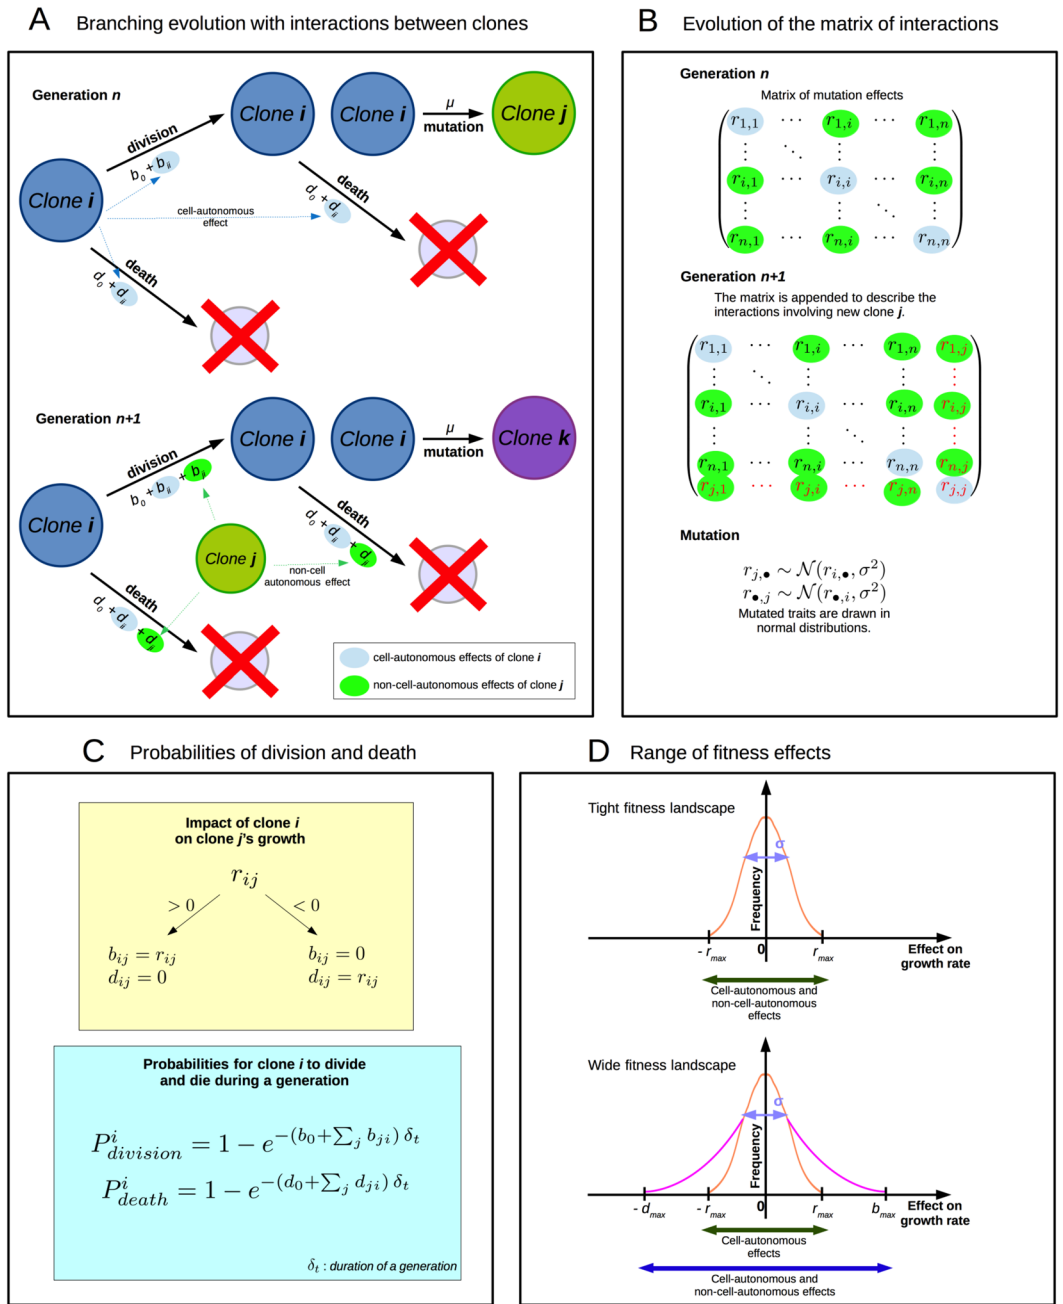 A Branching evolution with interactions between clones
Generation n
Clone i
division
b₀ + bᵢᵢ
Clone i
Clone i
μ
mutation
Clone j
death
d₀ + dᵢᵢ
cell-autonomous
effect
death
d₀ + dᵢᵢ
Generation n+1
Clone i
division
b₀ + bᵢᵢ + bⱼᵢ
Clone i
Clone i
μ
mutation
Clone k
death
d₀ + dᵢᵢ + dⱼᵢ
Clone j
non-cell
autonomous effect
death
d₀ + dᵢᵢ + dⱼᵢ
cell-autonomous effects of clone i
non-cell-autonomous effects of clone j
B Evolution of the matrix of interactions
Generation n
Matrix of mutation effects
r₁,₁ ··· r₁,ᵢ ··· r₁,ₙ
rᵢ,₁ ··· rᵢ,ᵢ ··· rᵢ,ₙ
rₙ,₁ ··· rₙ,ᵢ ··· rₙ,ₙ
Generation n+1
The matrix is appended to describe the
interactions involving new clone j.
r₁,₁ ··· r₁,ᵢ ··· r₁,ₙ r₁,ⱼ
rᵢ,₁ ··· rᵢ,ᵢ ··· rᵢ,ₙ rᵢ,ⱼ
rₙ,₁ ··· rₙ,ᵢ ··· rₙ,ₙ rₙ,ⱼ
rⱼ,₁ ··· rⱼ,ᵢ ··· rⱼ,ₙ rⱼ,ⱼ
Mutation
rⱼ,• ∼ 𝒩(rᵢ,•, σ²)
r•,ⱼ ∼ 𝒩(r•,ᵢ, σ²)
Mutated traits are drawn in
normal distributions.
C Probabilities of division and death
Impact of clone i
on clone j's growth
rᵢⱼ
> 0 < 0
bᵢⱼ = rᵢⱼ bᵢⱼ = 0
dᵢⱼ = 0 dᵢⱼ = rᵢⱼ
Probabilities for clone i to divide
and die during a generation
P^i_division = 1 − e^−(b₀+∑ⱼ bⱼᵢ) δₜ
P^i_death = 1 − e^−(d₀+∑ⱼ dⱼᵢ) δₜ
δₜ : duration of a generation
D Range of fitness effects
Tight fitness landscape
σ
Frequency
- r_max 0 r_max
Effect on
growth rate
Cell-autonomous and
non-cell-autonomous
effects
Wide fitness landscape
σ
Frequency
- d_max - r_max 0 r_max b_max
Effect on
growth rate
Cell-autonomous
effects
Cell-autonomous and
non-cell-autonomous effects